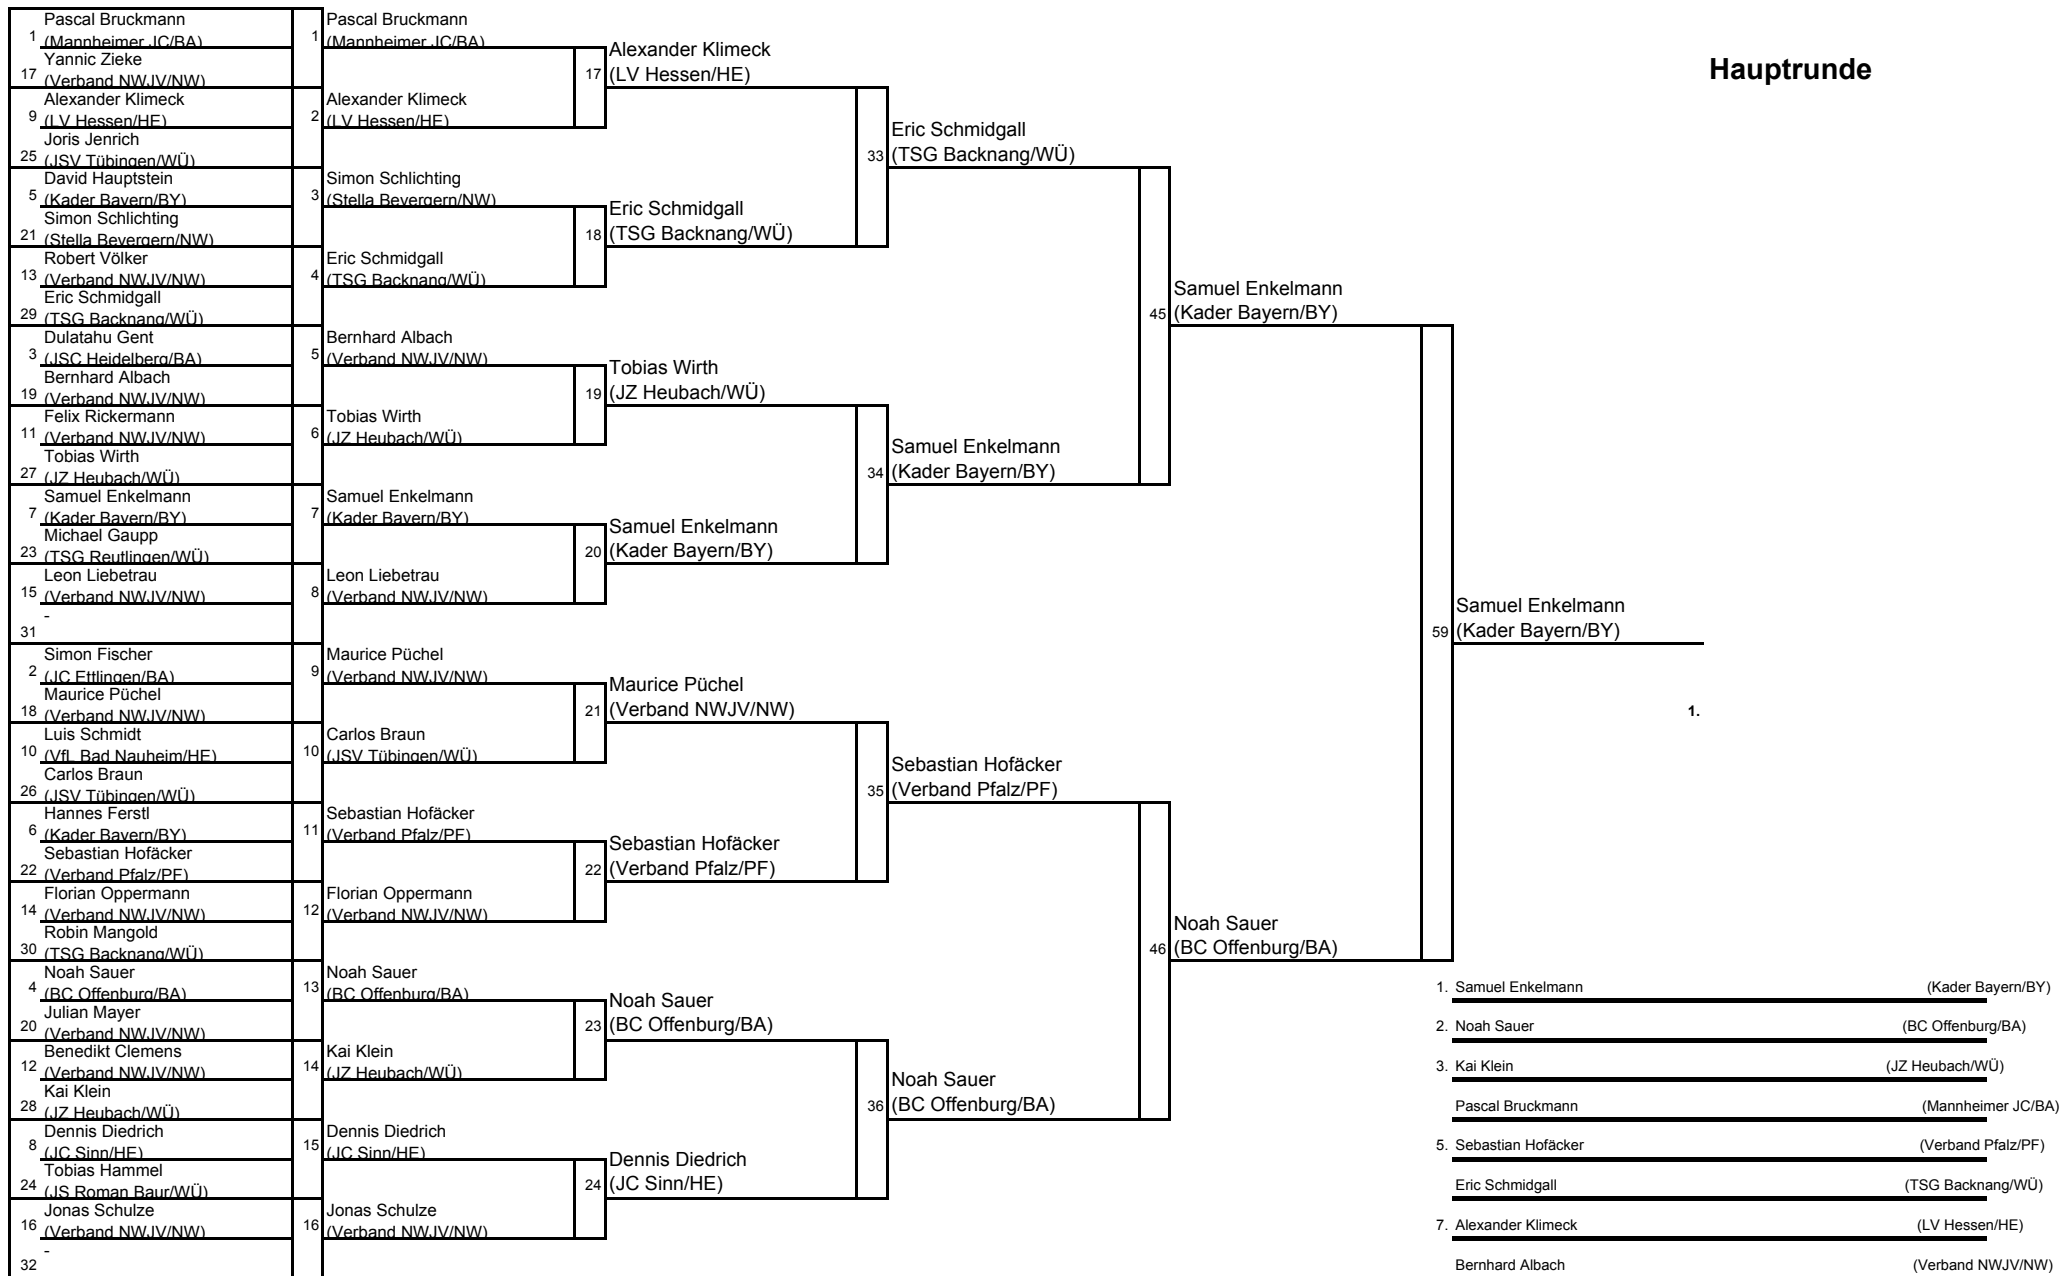 Hauptrunde
1 Pascal Bruckmann
(Mannheimer JC/BA)
17 Yannic Zieke
(Verband NWJV/NW)
9 Alexander Klimeck
(LV Hessen/HE)
25 Joris Jenrich
(JSV Tübingen/WÜ)
5 David Hauptstein
(Kader Bayern/BY)
21 Simon Schlichting
(Stella Bevergern/NW)
13 Robert Völker
(Verband NWJV/NW)
29 Eric Schmidgall
(TSG Backnang/WÜ)
3 Dulatahu Gent
(JSC Heidelberg/BA)
19 Bernhard Albach
(Verband NWJV/NW)
11 Felix Rickermann
(Verband NWJV/NW)
27 Tobias Wirth
(JZ Heubach/WÜ)
7 Samuel Enkelmann
(Kader Bayern/BY)
23 Michael Gaupp
(TSG Reutlingen/WÜ)
15 Leon Liebetrau
(Verband NWJV/NW)
31 -
2 Simon Fischer
(JC Ettlingen/BA)
18 Maurice Püchel
(Verband NWJV/NW)
10 Luis Schmidt
(VfL Bad Nauheim/HE)
26 Carlos Braun
(JSV Tübingen/WÜ)
6 Hannes Ferstl
(Kader Bayern/BY)
22 Sebastian Hofäcker
(Verband Pfalz/PF)
14 Florian Oppermann
(Verband NWJV/NW)
30 Robin Mangold
(TSG Backnang/WÜ)
4 Noah Sauer
(BC Offenburg/BA)
20 Julian Mayer
(Verband NWJV/NW)
12 Benedikt Clemens
(Verband NWJV/NW)
28 Kai Klein
(JZ Heubach/WÜ)
8 Dennis Diedrich
(JC Sinn/HE)
24 Tobias Hammel
(JS Roman Baur/WÜ)
16 Jonas Schulze
(Verband NWJV/NW)
32 -
1 Pascal Bruckmann
(Mannheimer JC/BA)
2 Alexander Klimeck
(LV Hessen/HE)
3 Simon Schlichting
(Stella Bevergern/NW)
4 Eric Schmidgall
(TSG Backnang/WÜ)
5 Bernhard Albach
(Verband NWJV/NW)
6 Tobias Wirth
(JZ Heubach/WÜ)
7 Samuel Enkelmann
(Kader Bayern/BY)
8 Leon Liebetrau
(Verband NWJV/NW)
9 Maurice Püchel
(Verband NWJV/NW)
10 Carlos Braun
(JSV Tübingen/WÜ)
11 Sebastian Hofäcker
(Verband Pfalz/PF)
12 Florian Oppermann
(Verband NWJV/NW)
13 Noah Sauer
(BC Offenburg/BA)
14 Kai Klein
(JZ Heubach/WÜ)
15 Dennis Diedrich
(JC Sinn/HE)
16 Jonas Schulze
(Verband NWJV/NW)
17 Alexander Klimeck
(LV Hessen/HE)
18 Eric Schmidgall
(TSG Backnang/WÜ)
19 Tobias Wirth
(JZ Heubach/WÜ)
20 Samuel Enkelmann
(Kader Bayern/BY)
21 Maurice Püchel
(Verband NWJV/NW)
22 Sebastian Hofäcker
(Verband Pfalz/PF)
23 Noah Sauer
(BC Offenburg/BA)
24 Dennis Diedrich
(JC Sinn/HE)
33 Eric Schmidgall
(TSG Backnang/WÜ)
34 Samuel Enkelmann
(Kader Bayern/BY)
35 Sebastian Hofäcker
(Verband Pfalz/PF)
36 Noah Sauer
(BC Offenburg/BA)
45 Samuel Enkelmann
(Kader Bayern/BY)
46 Noah Sauer
(BC Offenburg/BA)
59 Samuel Enkelmann
(Kader Bayern/BY)
1.
1. Samuel Enkelmann (Kader Bayern/BY)
2. Noah Sauer (BC Offenburg/BA)
3. Kai Klein (JZ Heubach/WÜ)
Pascal Bruckmann (Mannheimer JC/BA)
5. Sebastian Hofäcker (Verband Pfalz/PF)
Eric Schmidgall (TSG Backnang/WÜ)
7. Alexander Klimeck (LV Hessen/HE)
Bernhard Albach (Verband NWJV/NW)